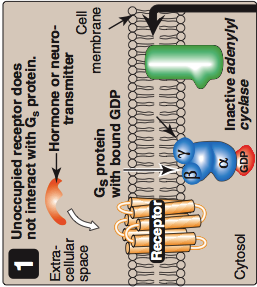 1
Unoccupied receptor does
not interact with Gs protein.
Hormone or neuro-
transmitter
Extra-
cellular
space
Cell
membrane
Gs protein
with bound GDP
Receptor
γ
β
α
GDP
Inactive adenylyl
cyclase
Cytosol